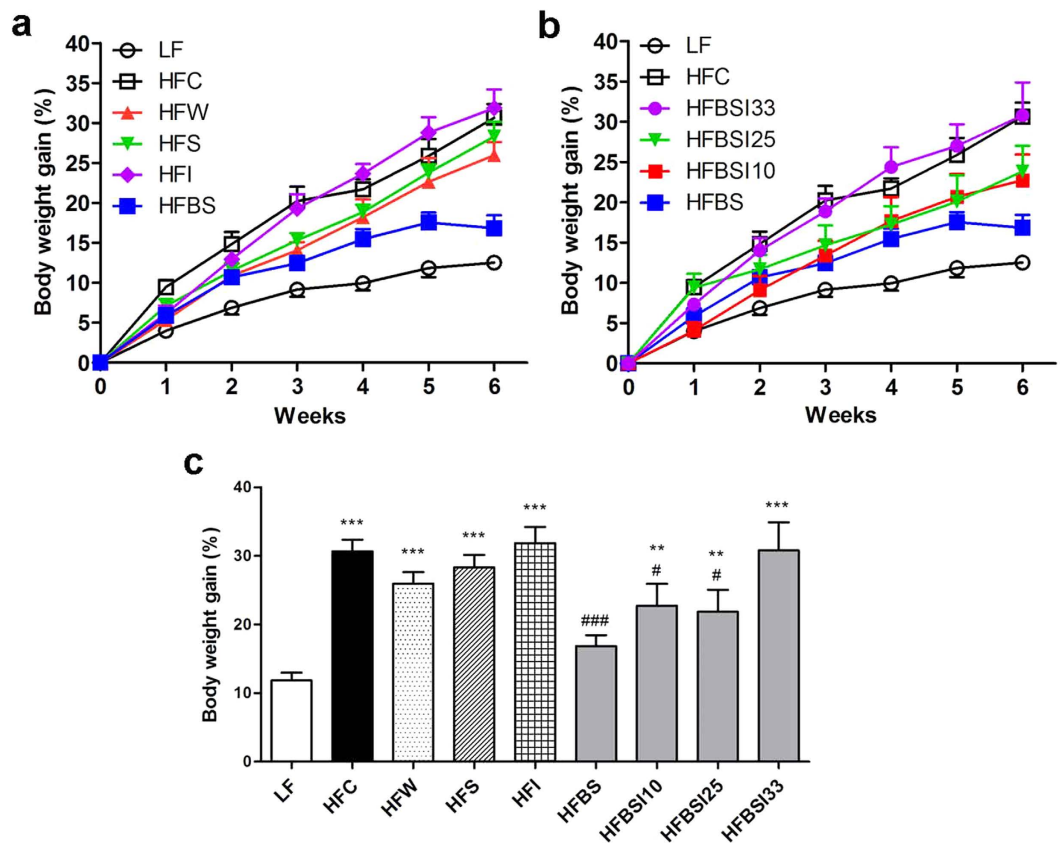 a
b
LF
HFC
HFW
HFS
HFI
HFBS
Body weight gain (%)
40
35
30
25
20
15
10
5
0
0 1 2 3 4 5 6
Weeks
LF
HFC
HFBSI33
HFBSI25
HFBSI10
HFBS
Body weight gain (%)
40
35
30
25
20
15
10
5
0
0 1 2 3 4 5 6
Weeks
c
Body weight gain (%)
40
30
20
10
0
*** *** *** *** ### ** # ** # ***
LF HFC HFW HFS HFI HFBS HFBSI10 HFBSI25 HFBSI33